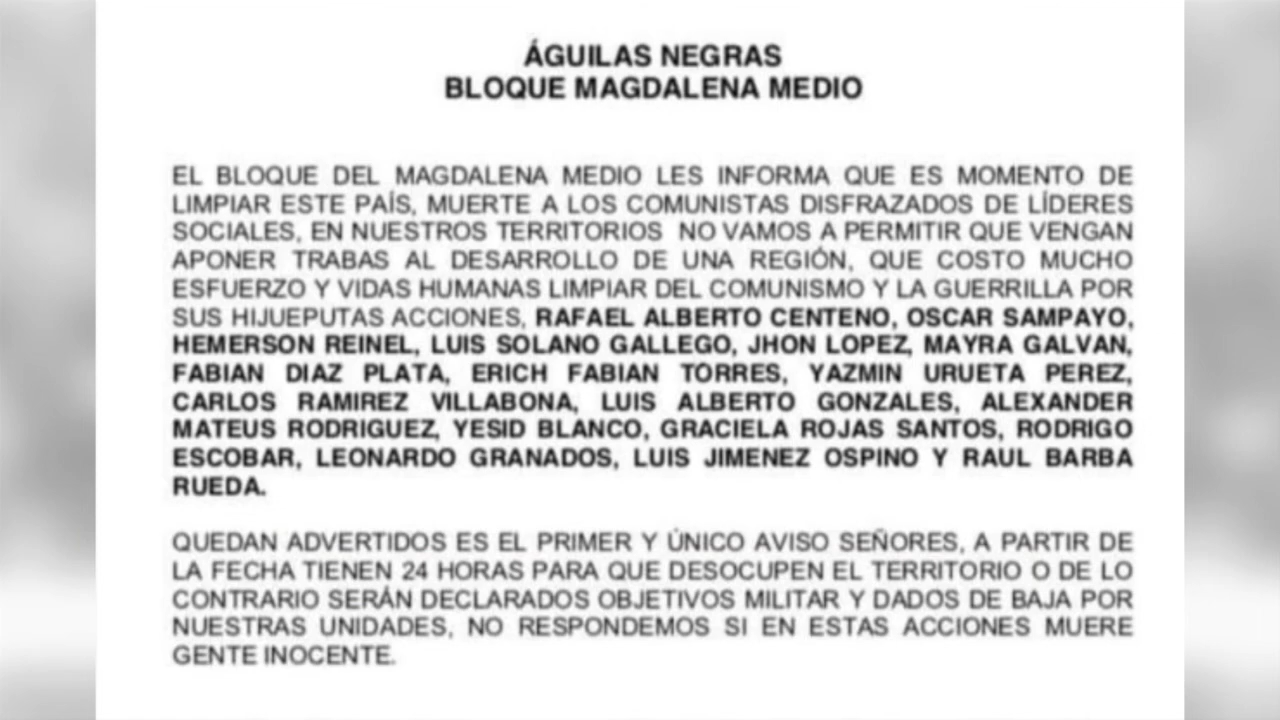 ÁGUILAS NEGRAS
BLOQUE MAGDALENA MEDIO
EL BLOQUE DEL MAGDALENA MEDIO LES INFORMA QUE ES MOMENTO DE
LIMPIAR ESTE PAÍS, MUERTE A LOS COMUNISTAS DISFRAZADOS DE LÍDERES
SOCIALES, EN NUESTROS TERRITORIOS NO VAMOS A PERMITIR QUE VENGAN
APONER TRABAS AL DESARROLLO DE UNA REGIÓN, QUE COSTO MUCHO
ESFUERZO Y VIDAS HUMANAS LIMPIAR DEL COMUNISMO Y LA GUERRILLA POR
SUS HIJUEPUTAS ACCIONES, RAFAEL ALBERTO CENTENO, OSCAR SAMPAYO,
HEMERSON REINEL, LUIS SOLANO GALLEGO, JHON LOPEZ, MAYRA GALVAN,
FABIAN DIAZ PLATA, ERICH FABIAN TORRES, YAZMIN URUETA PEREZ,
CARLOS RAMIREZ VILLABONA, LUIS ALBERTO GONZALES, ALEXANDER
MATEUS RODRIGUEZ, YESID BLANCO, GRACIELA ROJAS SANTOS, RODRIGO
ESCOBAR, LEONARDO GRANADOS, LUIS JIMENEZ OSPINO Y RAUL BARBA
RUEDA.
QUEDAN ADVERTIDOS ES EL PRIMER Y ÚNICO AVISO SEÑORES, A PARTIR DE
LA FECHA TIENEN 24 HORAS PARA QUE DESOCUPEN EL TERRITORIO O DE LO
CONTRARIO SERÁN DECLARADOS OBJETIVOS MILITAR Y DADOS DE BAJA POR
NUESTRAS UNIDADES, NO RESPONDEMOS SI EN ESTAS ACCIONES MUERE
GENTE INOCENTE.